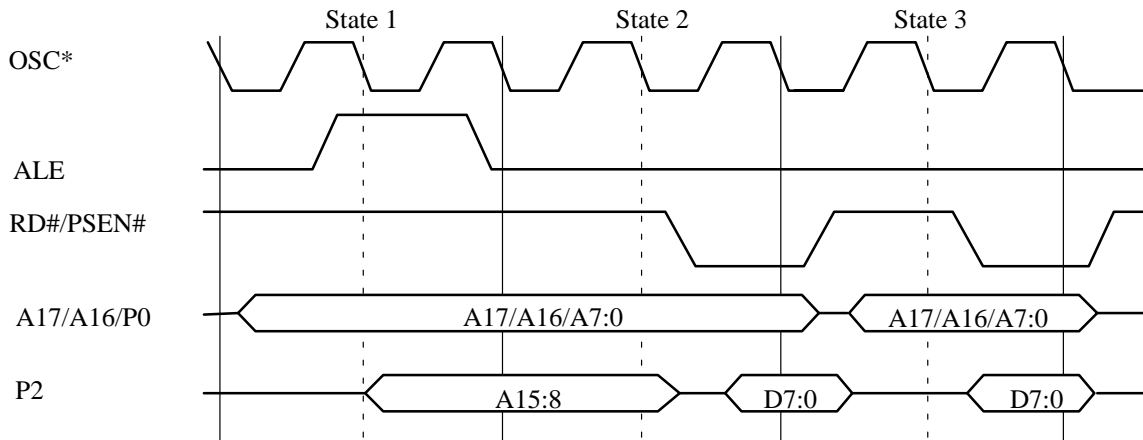 State 1 State 2 State 3
OSC*
ALE
RD#/PSEN#
A17/A16/P0 A17/A16/A7:0 A17/A16/A7:0
P2 A15:8 D7:0 D7:0